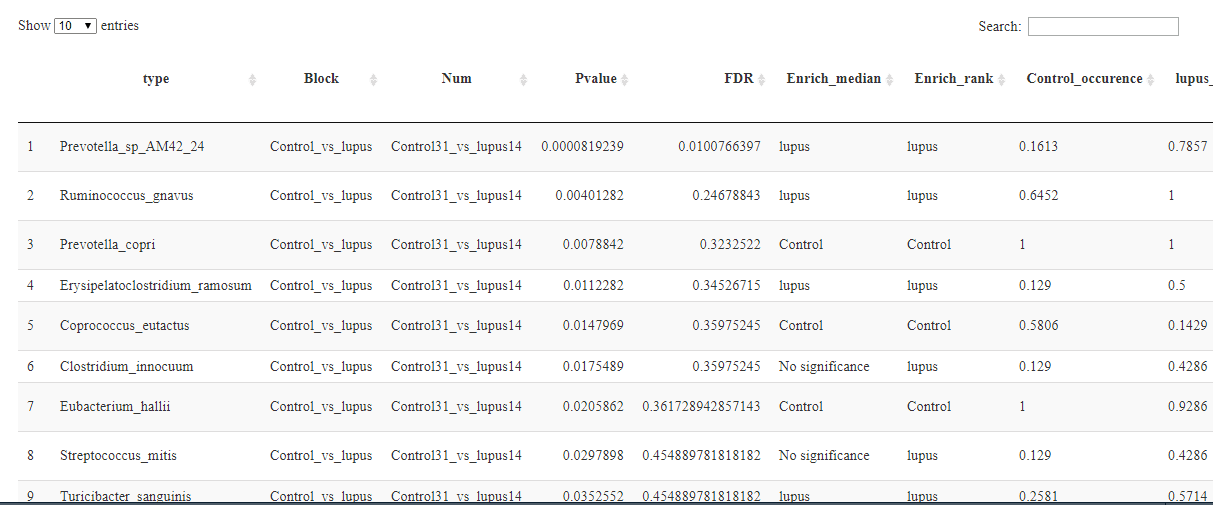 Show 10 entries Search:
type Block Num Pvalue FDR Enrich_median Enrich_rank Control_occurence lupus_
1 Prevotella_sp_AM42_24 Control_vs_lupus Control31_vs_lupus14 0.0000819239 0.0100766397 lupus lupus 0.1613 0.7857
2 Ruminococcus_gnavus Control_vs_lupus Control31_vs_lupus14 0.00401282 0.24678843 lupus lupus 0.6452 1
3 Prevotella_copri Control_vs_lupus Control31_vs_lupus14 0.0078842 0.3232522 Control Control 1 1
4 Erysipelatoclostridium_ramosum Control_vs_lupus Control31_vs_lupus14 0.0112282 0.34526715 lupus lupus 0.129 0.5
5 Coprococcus_eutactus Control_vs_lupus Control31_vs_lupus14 0.0147969 0.35975245 Control Control 0.5806 0.1429
6 Clostridium_innocuum Control_vs_lupus Control31_vs_lupus14 0.0175489 0.35975245 No significance lupus 0.129 0.4286
7 Eubacterium_hallii Control_vs_lupus Control31_vs_lupus14 0.0205862 0.361728942857143 Control Control 1 0.9286
8 Streptococcus_mitis Control_vs_lupus Control31_vs_lupus14 0.0297898 0.454889781818182 No significance lupus 0.129 0.4286
9 Turicibacter_sanguinis Control_vs_lupus Control31_vs_lupus14 0.0352552 0.454889781818182 lupus lupus 0.2581 0.5714